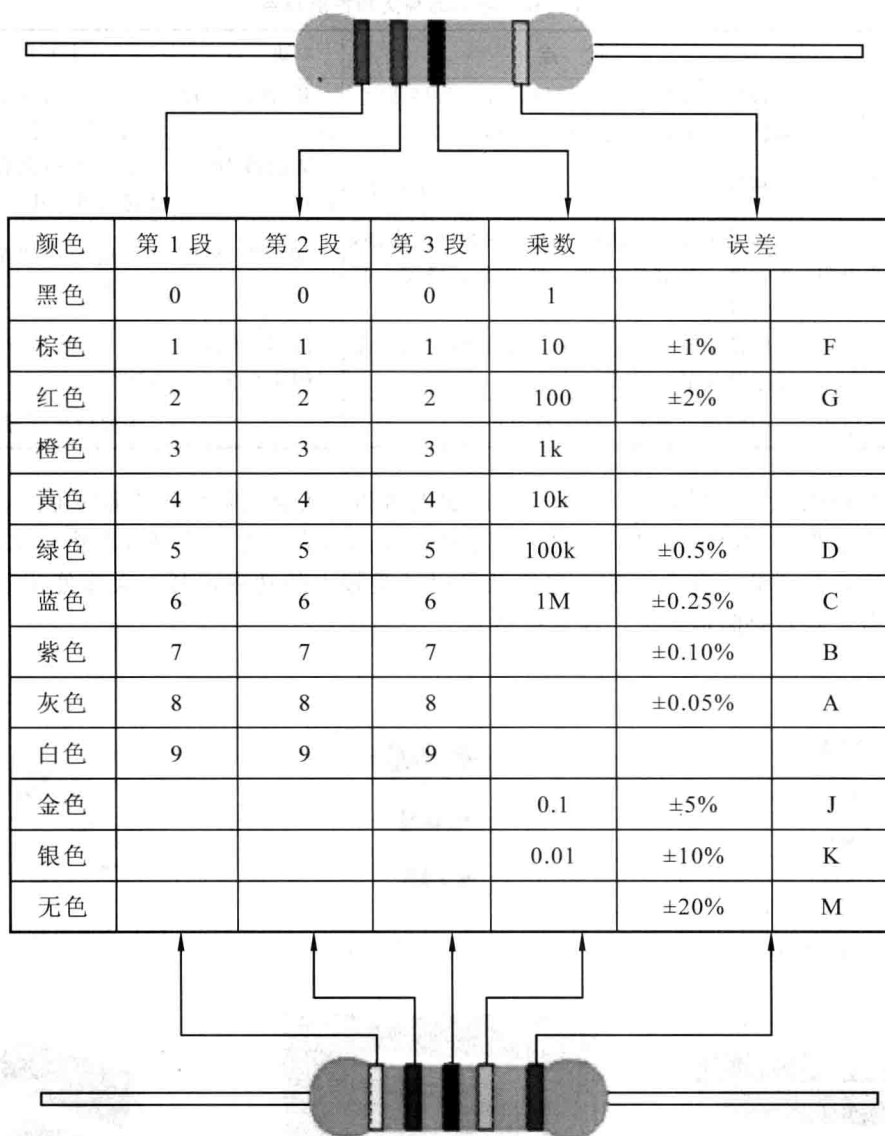 颜色 第1段 第2段 第3段 乘数 误差
黑色 0 0 0 1
棕色 1 1 1 10 ±1% F
红色 2 2 2 100 ±2% G
橙色 3 3 3 1k
黄色 4 4 4 10k
绿色 5 5 5 100k ±0.5% D
蓝色 6 6 6 1M ±0.25% C
紫色 7 7 7 ±0.10% B
灰色 8 8 8 ±0.05% A
白色 9 9 9
金色 0.1 ±5% J
银色 0.01 ±10% K
无色 ±20% M